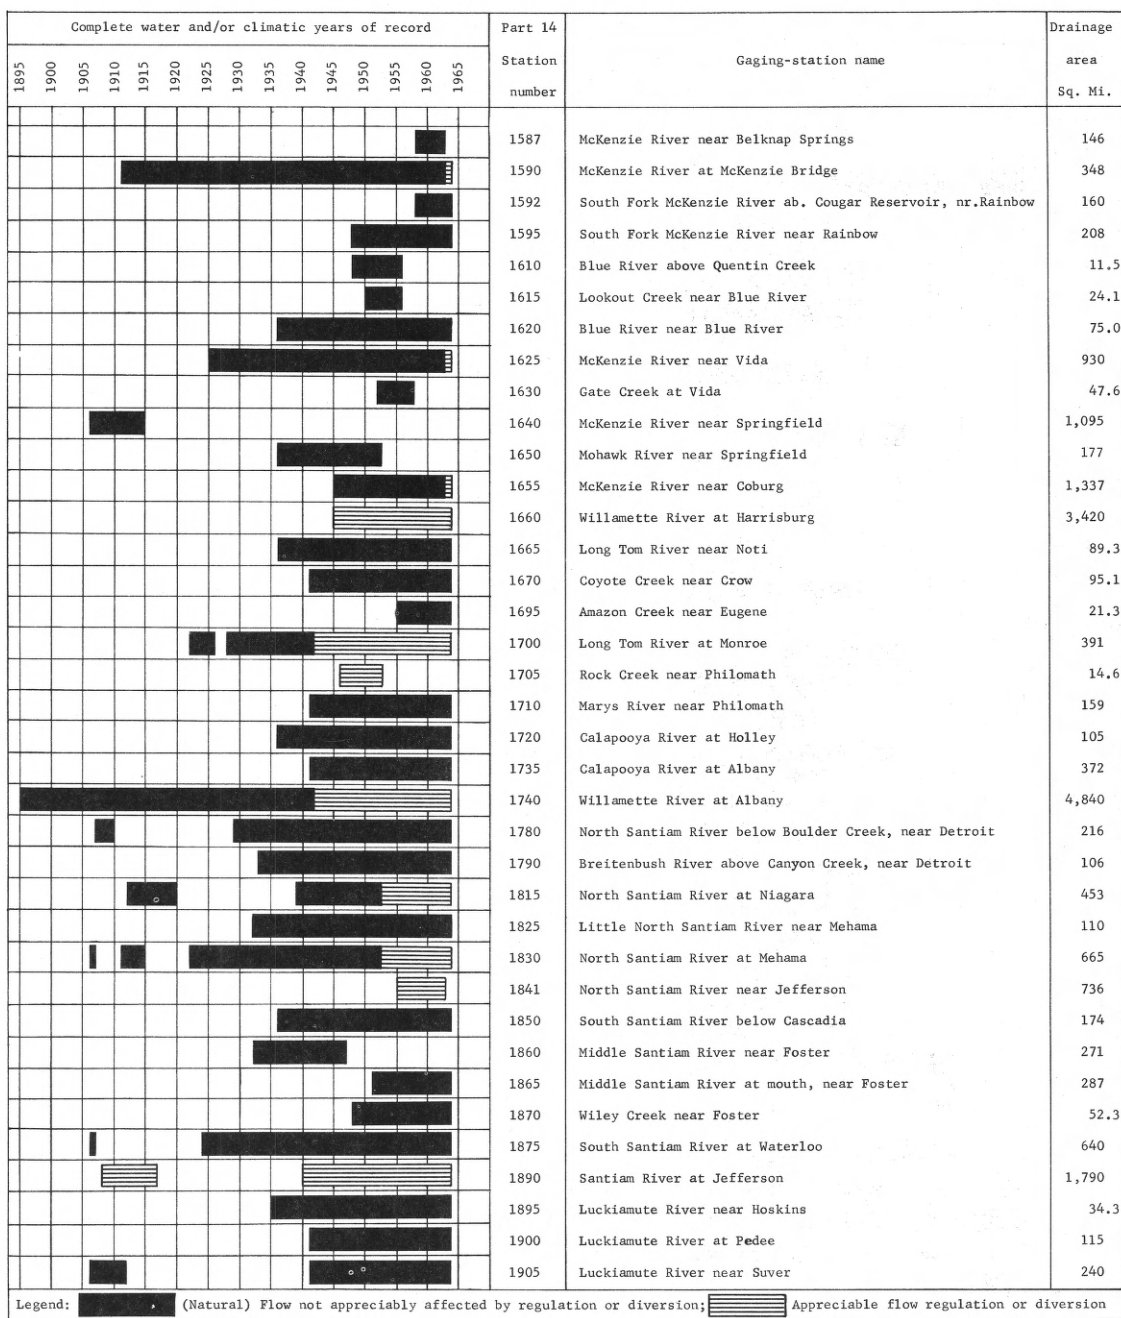 Complete water and/or climatic years of record Part 14 Drainage
Station Gaging-station name area
number Sq. Mi.
1895 1900 1905 1910 1915 1920 1925 1930 1935 1940 1945 1950 1955 1960 1965
1587 McKenzie River near Belknap Springs 146
1590 McKenzie River at McKenzie Bridge 348
1592 South Fork McKenzie River ab. Cougar Reservoir, nr.Rainbow 160
1595 South Fork McKenzie River near Rainbow 208
1610 Blue River above Quentin Creek 11.5
1615 Lookout Creek near Blue River 24.1
1620 Blue River near Blue River 75.0
1625 McKenzie River near Vida 930
1630 Gate Creek at Vida 47.6
1640 McKenzie River near Springfield 1,095
1650 Mohawk River near Springfield 177
1655 McKenzie River near Coburg 1,337
1660 Willamette River at Harrisburg 3,420
1665 Long Tom River near Noti 89.3
1670 Coyote Creek near Crow 95.1
1695 Amazon Creek near Eugene 21.3
1700 Long Tom River at Monroe 391
1705 Rock Creek near Philomath 14.6
1710 Marys River near Philomath 159
1720 Calapooya River at Holley 105
1735 Calapooya River at Albany 372
1740 Willamette River at Albany 4,840
1780 North Santiam River below Boulder Creek, near Detroit 216
1790 Breitenbush River above Canyon Creek, near Detroit 106
1815 North Santiam River at Niagara 453
1825 Little North Santiam River near Mehama 110
1830 North Santiam River at Mehama 665
1841 North Santiam River near Jefferson 736
1850 South Santiam River below Cascadia 174
1860 Middle Santiam River near Foster 271
1865 Middle Santiam River at mouth, near Foster 287
1870 Wiley Creek near Foster 52.3
1875 South Santiam River at Waterloo 640
1890 Santiam River at Jefferson 1,790
1895 Luckiamute River near Hoskins 34.3
1900 Luckiamute River at Pedee 115
1905 Luckiamute River near Suver 240
Legend: (Natural) Flow not appreciably affected by regulation or diversion; Appreciable flow regulation or diversion